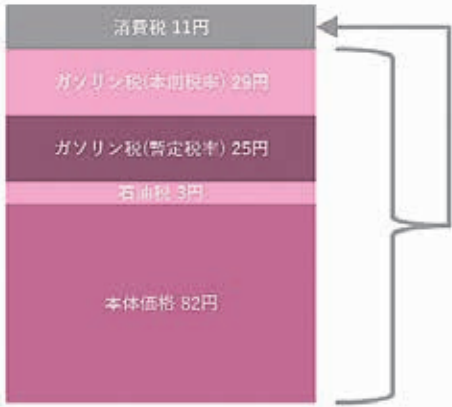 消費税 11円
ガソリン税(本則税率) 29円
ガソリン税(暫定税率) 25円
石油税 3円
本体価格 82円